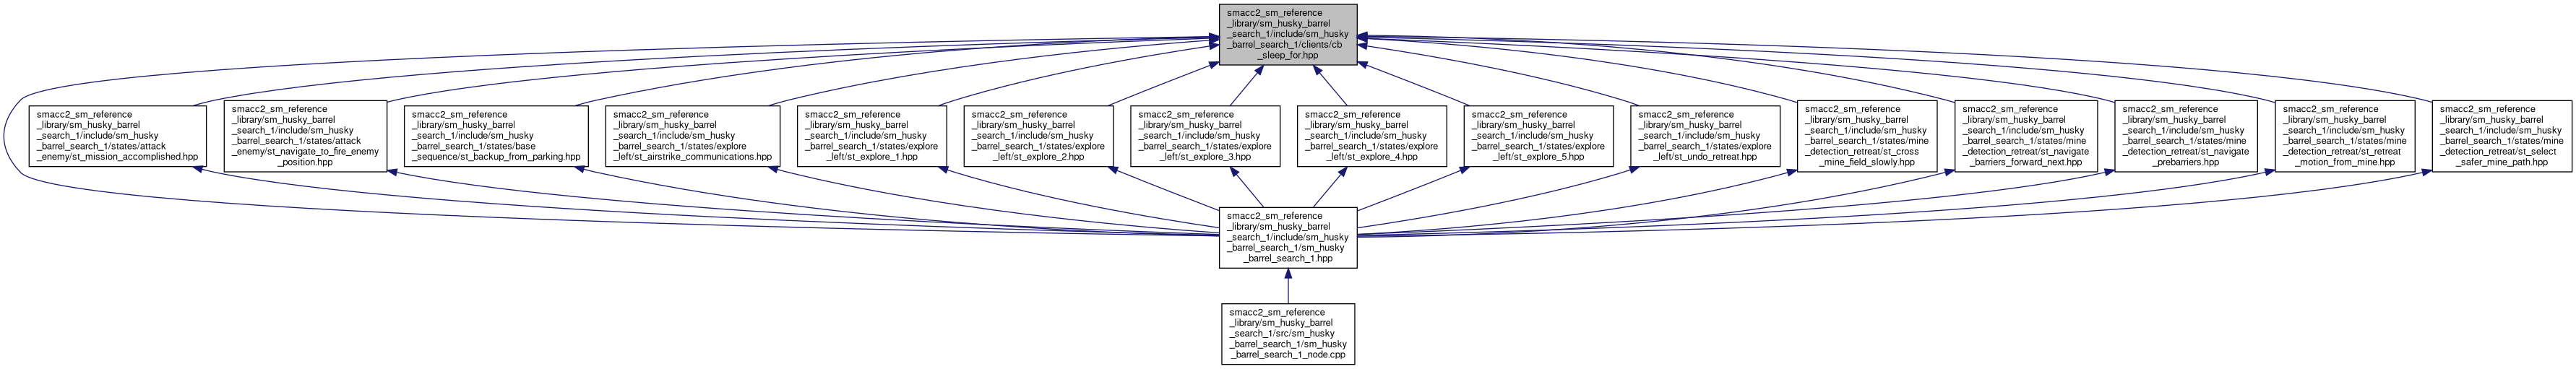 smacc2_sm_reference
_library/sm_husky_barrel
_search_1/include/sm_husky
_barrel_search_1/clients/cb
_sleep_for.hpp
smacc2_sm_reference
_library/sm_husky_barrel
_search_1/include/sm_husky
_barrel_search_1/states/attack
_enemy/st_mission_accomplished.hpp
smacc2_sm_reference
_library/sm_husky_barrel
_search_1/include/sm_husky
_barrel_search_1/states/attack
_enemy/st_navigate_to_fire_enemy
_position.hpp
smacc2_sm_reference
_library/sm_husky_barrel
_search_1/include/sm_husky
_barrel_search_1/states/base
_sequence/st_backup_from_parking.hpp
smacc2_sm_reference
_library/sm_husky_barrel
_search_1/include/sm_husky
_barrel_search_1/states/explore
_left/st_airstrike_communications.hpp
smacc2_sm_reference
_library/sm_husky_barrel
_search_1/include/sm_husky
_barrel_search_1/states/explore
_left/st_explore_1.hpp
smacc2_sm_reference
_library/sm_husky_barrel
_search_1/include/sm_husky
_barrel_search_1/states/explore
_left/st_explore_2.hpp
smacc2_sm_reference
_library/sm_husky_barrel
_search_1/include/sm_husky
_barrel_search_1/states/explore
_left/st_explore_3.hpp
smacc2_sm_reference
_library/sm_husky_barrel
_search_1/include/sm_husky
_barrel_search_1/states/explore
_left/st_explore_4.hpp
smacc2_sm_reference
_library/sm_husky_barrel
_search_1/include/sm_husky
_barrel_search_1/states/explore
_left/st_explore_5.hpp
smacc2_sm_reference
_library/sm_husky_barrel
_search_1/include/sm_husky
_barrel_search_1/states/explore
_left/st_undo_retreat.hpp
smacc2_sm_reference
_library/sm_husky_barrel
_search_1/include/sm_husky
_barrel_search_1/states/mine
_detection_retreat/st_cross
_mine_field_slowly.hpp
smacc2_sm_reference
_library/sm_husky_barrel
_search_1/include/sm_husky
_barrel_search_1/states/mine
_detection_retreat/st_navigate
_barriers_forward_next.hpp
smacc2_sm_reference
_library/sm_husky_barrel
_search_1/include/sm_husky
_barrel_search_1/states/mine
_detection_retreat/st_navigate
_prebarriers.hpp
smacc2_sm_reference
_library/sm_husky_barrel
_search_1/include/sm_husky
_barrel_search_1/states/mine
_detection_retreat/st_retreat
_motion_from_mine.hpp
smacc2_sm_reference
_library/sm_husky_barrel
_search_1/include/sm_husky
_barrel_search_1/states/mine
_detection_retreat/st_select
_safer_mine_path.hpp
smacc2_sm_reference
_library/sm_husky_barrel
_search_1/include/sm_husky
_barrel_search_1/sm_husky
_barrel_search_1.hpp
smacc2_sm_reference
_library/sm_husky_barrel
_search_1/src/sm_husky
_barrel_search_1/sm_husky
_barrel_search_1_node.cpp